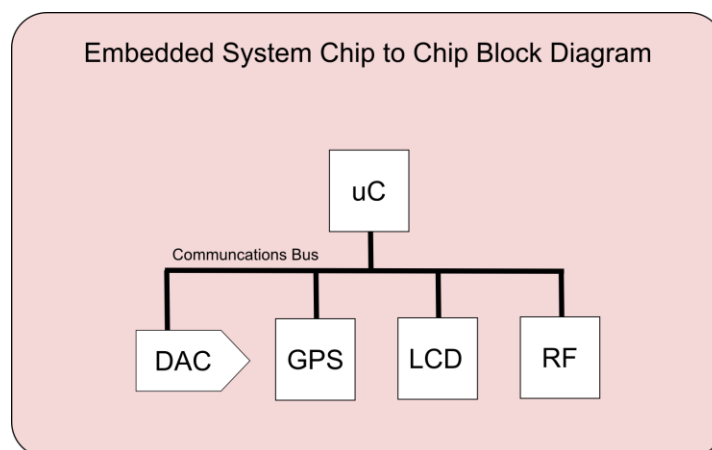 Embedded System Chip to Chip Block Diagram
uC
Communcations Bus
DAC
GPS
LCD
RF